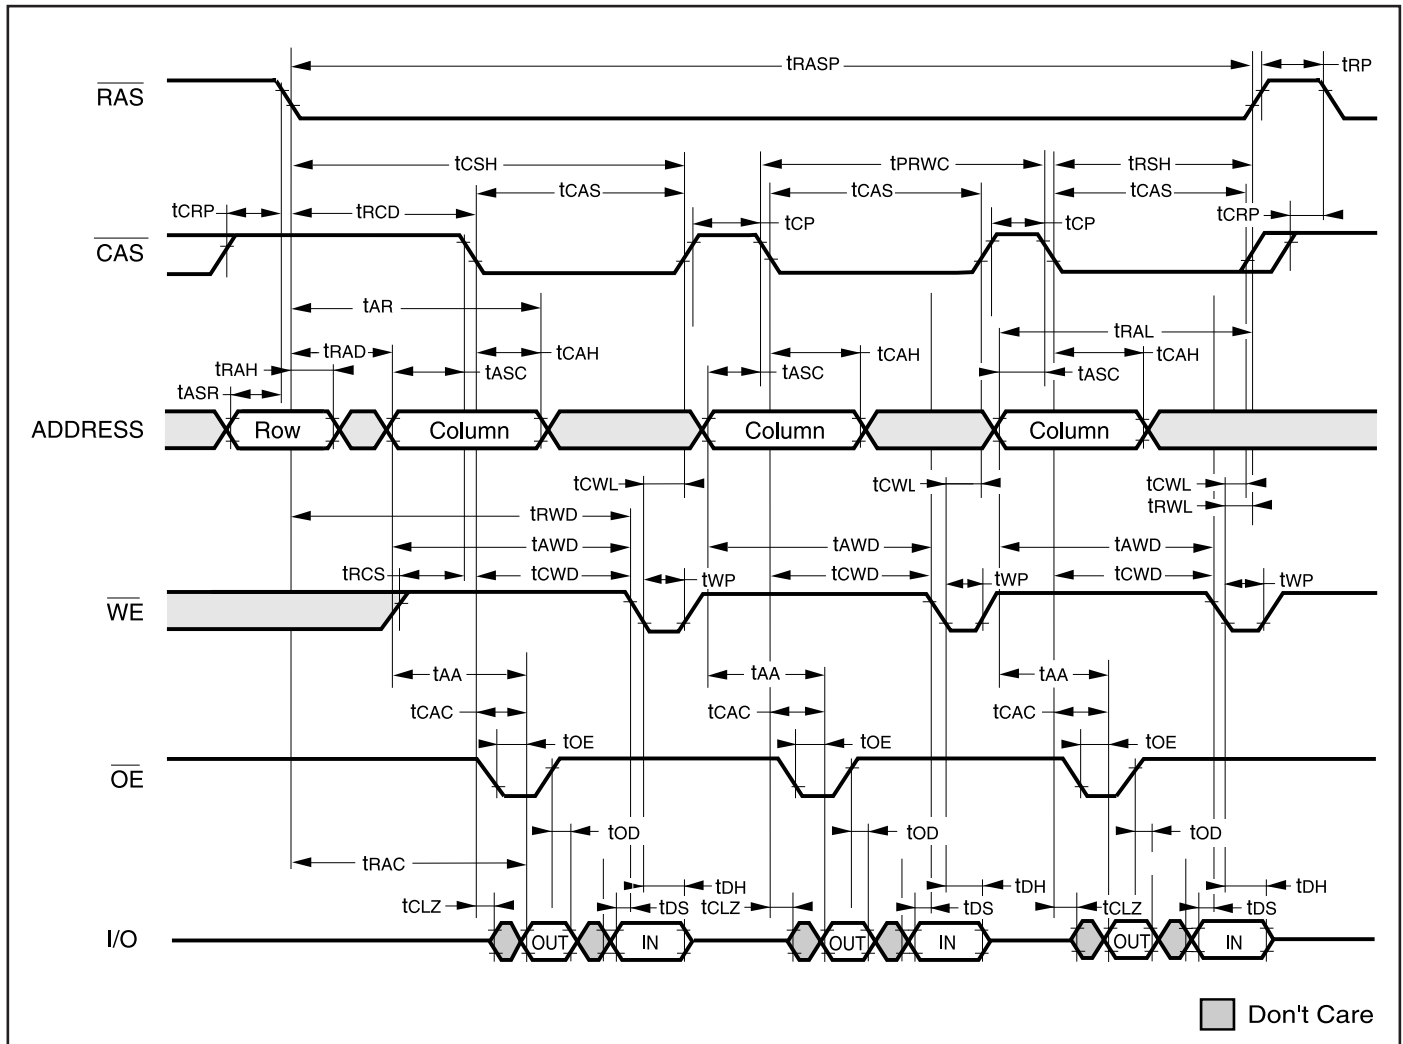 tRASP tRP
RAS
tCSH tPRWC tRSH
tCAS tCAS tCAS
tCRP tRCD tCP tCP tCRP
CAS
tAR tRAL
tRAD tCAH tCAH tCAH
tRAH tASC tASC tASC
tASR
ADDRESS Row Column Column Column
tCWL tCWL tCWL
tRWD tRWL
tAWD tAWD tAWD
tRCS tCWD tWP tCWD tWP tCWD tWP
WE
tAA tAA tAA
tCAC tCAC tCAC
tOE tOE tOE
OE
tOD tOD tOD
tRAC
tDH tDH tDH
tCLZ tDS tCLZ tDS tCLZ tDS
I/O OUT IN OUT IN OUT IN
Don't Care